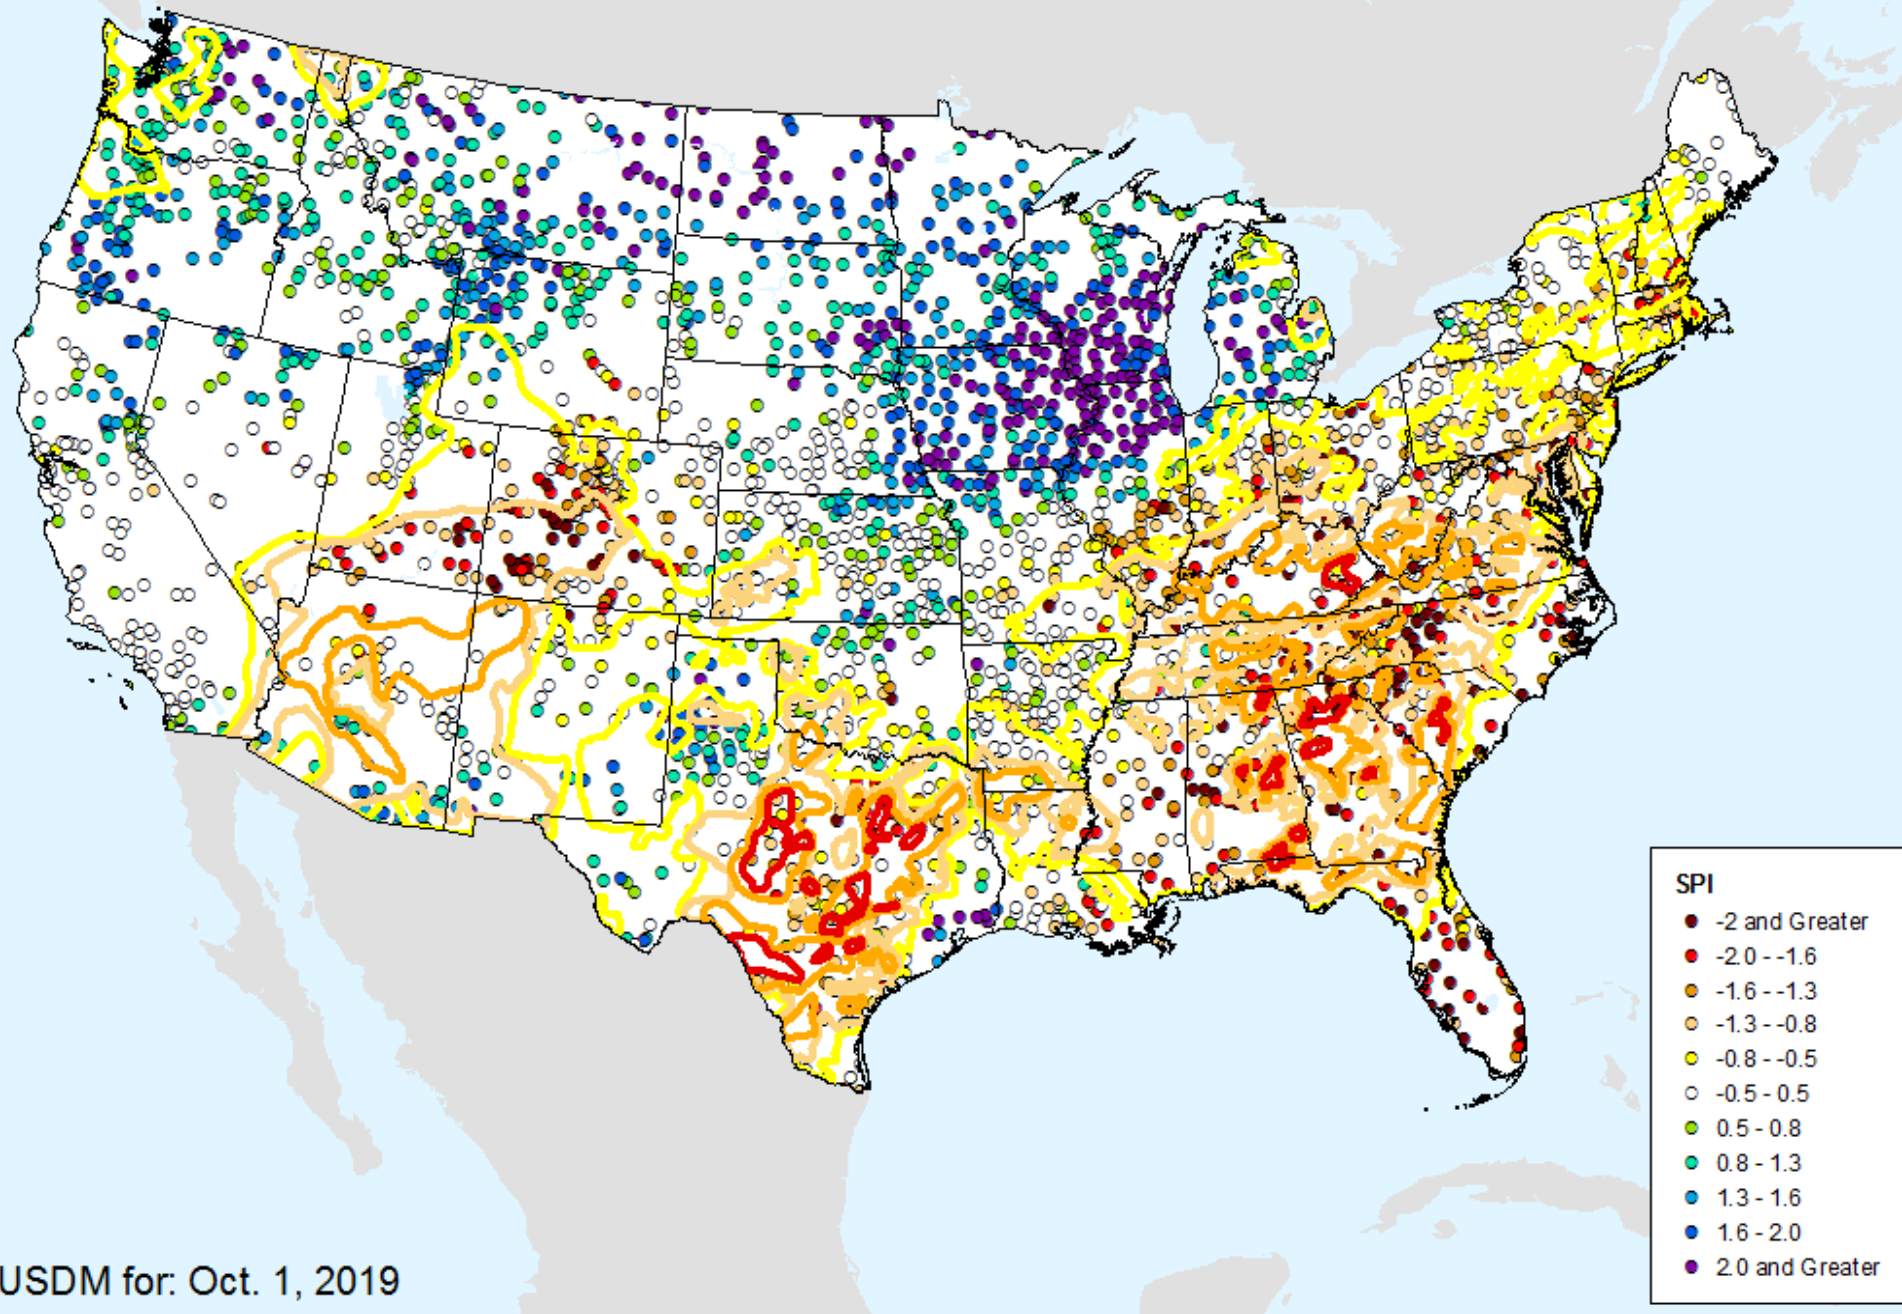 SPI
-2 and Greater
-2.0 - -1.6
-1.6 - -1.3
-1.3 - -0.8
-0.8 - -0.5
-0.5 - 0.5
0.5 - 0.8
0.8 - 1.3
1.3 - 1.6
1.6 - 2.0
2.0 and Greater
USDM for: Oct. 1, 2019